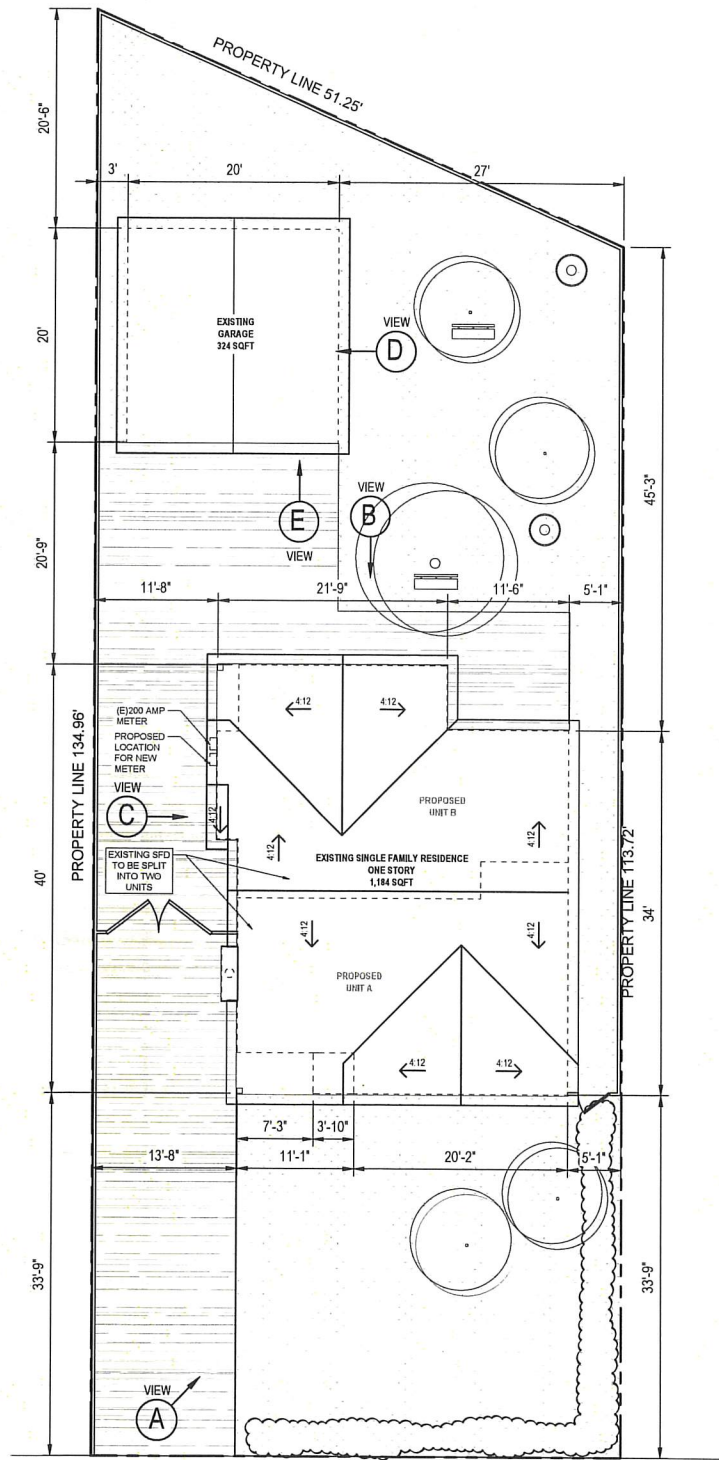 PROPERTY LINE 51.25'
20'-6"
3'
20'
27'
EXISTING
GARAGE
324 SQFT
VIEW
D
20'
45'-3"
VIEW
B
E
VIEW
20'-9"
11'-8"
21'-9"
11'-6"
5'-1"
4:12
4:12
(E)200 AMP
METER
PROPOSED
LOCATION
FOR NEW
METER
VIEW
C
4:12
PROPERTY LINE 134.96'
PROPOSED
UNIT B
4:12
4:12
EXISTING SFD
TO BE SPLIT
INTO TWO
UNITS
EXISTING SINGLE FAMILY RESIDENCE
ONE STORY
1,184 SQFT
40'
34'
PROPERTY LINE 113.72'
4:12
4:12
PROPOSED
UNIT A
4:12
4:12
7'-3"
3'-10"
13'-8"
11'-1"
20'-2"
5'-1"
33'-9"
33'-9"
VIEW
A